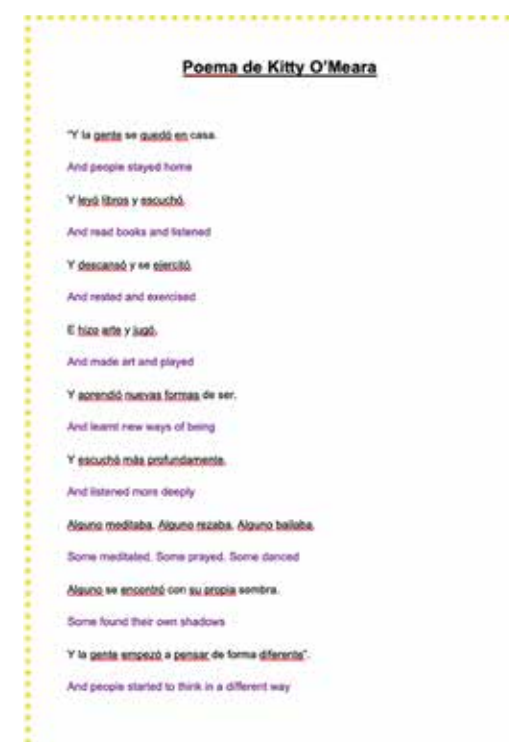 Poema de Kitty O'Meara
"Y la gente se quedó en casa.
And people stayed home
Y leyó libros y escuchó.
And read books and listened
Y descansó y se ejercitó.
And rested and exercised
E hizo arte y jugó.
And made art and played
Y aprendió nuevas formas de ser.
And learnt new ways of being
Y escuchó más profundamente.
And listened more deeply
Alguno meditaba. Alguno rezaba. Alguno bailaba.
Some meditated. Some prayed. Some danced
Alguno se encontró con su propia sombra.
Some found their own shadows
Y la gente empezó a pensar de forma diferente".
And people started to think in a different way